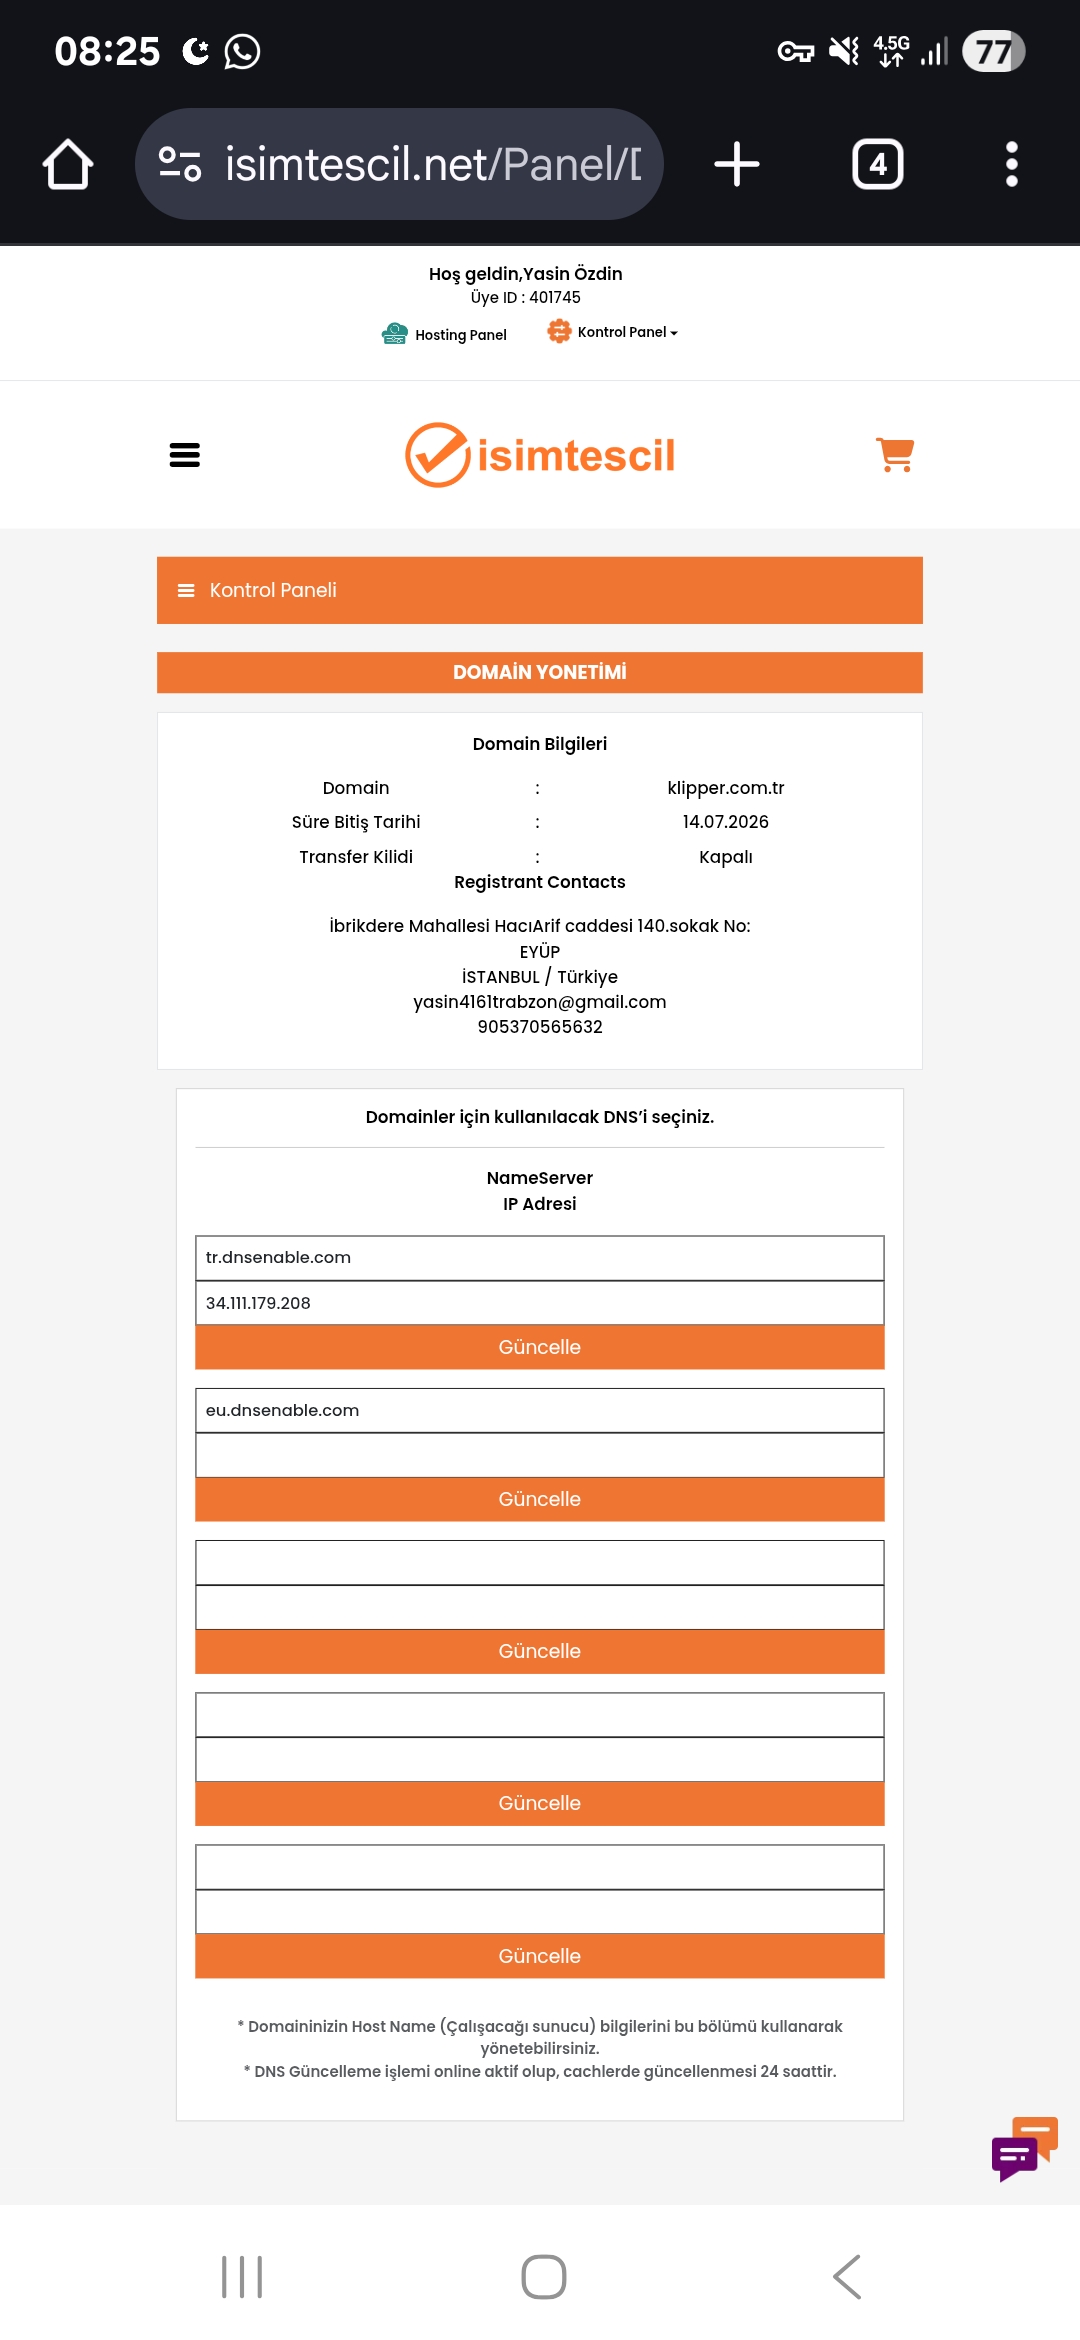 08:25
4.5G
77
isimtescil.net/Panel/D
4
Hoş geldin,Yasin Özdin
Üye ID : 401745
Hosting Panel
Kontrol Panel
isimtescil
Kontrol Paneli
DOMAİN YONETİMİ
Domain Bilgileri
Domain : klipper.com.tr
Süre Bitiş Tarihi : 14.07.2026
Transfer Kilidi : Kapalı
Registrant Contacts
İbrikdere Mahallesi HacıArif caddesi 140.sokak No:
EYÜP
İSTANBUL / Türkiye
yasin4161trabzon@gmail.com
905370565632
Domainler için kullanılacak DNS'i seçiniz.
NameServer
IP Adresi
tr.dnsenable.com
34.111.179.208
Güncelle
eu.dnsenable.com
Güncelle
Güncelle
Güncelle
Güncelle
* Domaininizin Host Name (Çalışacağı sunucu) bilgilerini bu bölümü kullanarak
yönetebilirsiniz.
* DNS Güncelleme işlemi online aktif olup, cachlerde güncellenmesi 24 saattir.